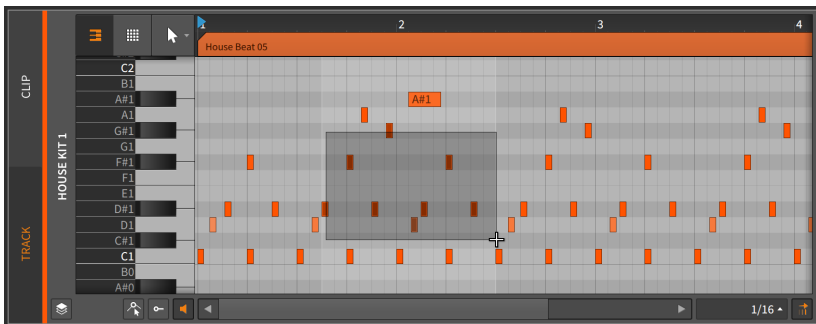 1
2
3
4
House Beat 05
CLIP
TRACK
HOUSE KIT 1
C2
B1
A#1
A#1
A1
G#1
G1
F#1
F1
E1
D#1
D1
C#1
C1
B0
A#0
1/16